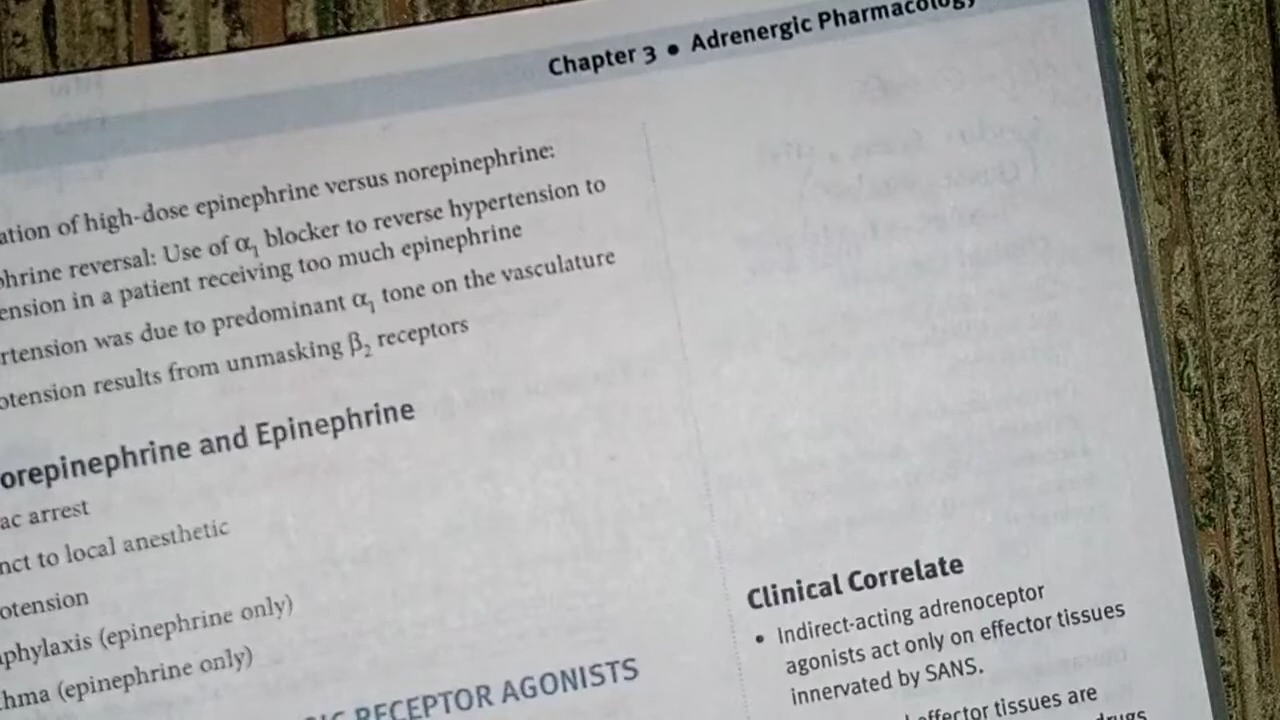 Chapter 3 • Adrenergic Pharmacology
ation of high-dose epinephrine versus norepinephrine:
phrine reversal: Use of α₁ blocker to reverse hypertension to
ension in a patient receiving too much epinephrine
rtension was due to predominant α₁ tone on the vasculature
otension results from unmasking β₂ receptors
orepinephrine and Epinephrine
ac arrest
nct to local anesthetic
otension
phylaxis (epinephrine only)
hma (epinephrine only)
IC RECEPTOR AGONISTS
Clinical Correlate
• Indirect-acting adrenoceptor
agonists act only on effector tissues
innervated by SANS.
effector tissues are
drugs